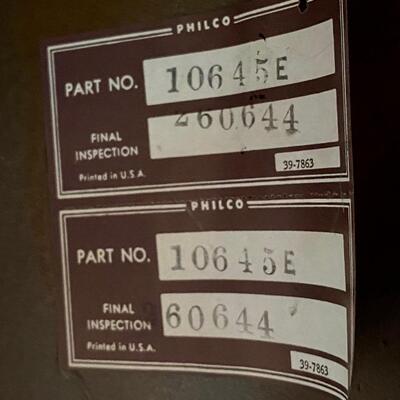 PHILCO
PART NO. 10645E
260644
FINAL
INSPECTION
Printed in U.S.A.
39-7863
PHILCO
PART NO. 10645E
FINAL 260644
INSPECTION
Printed in U.S.A.
39-7863